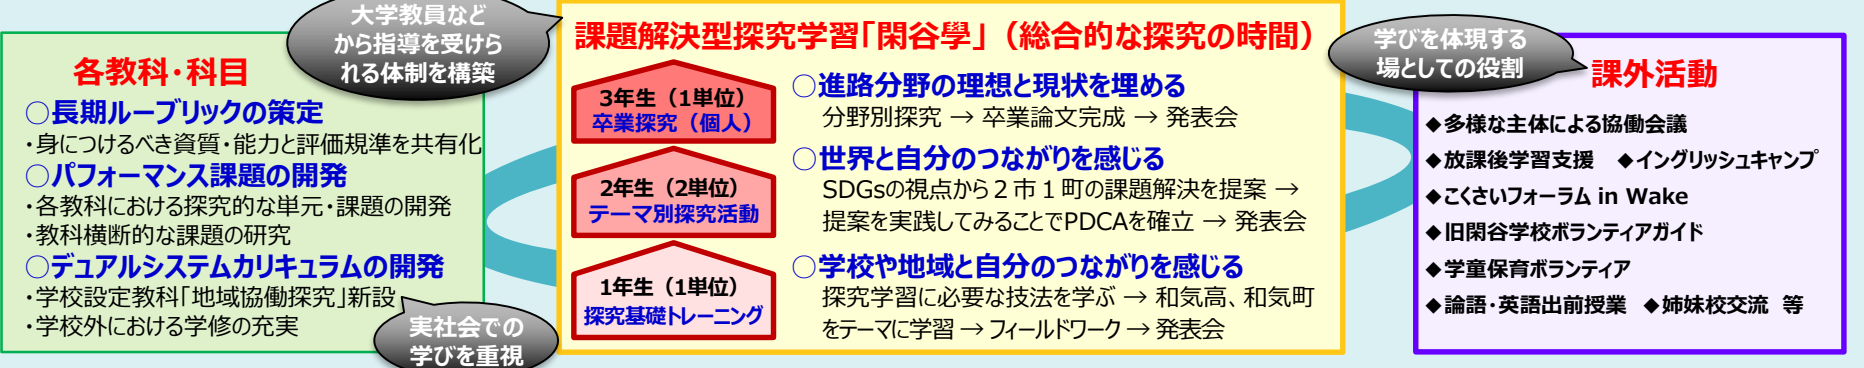 大学教員など
から指導を受けら
れる体制を構築
各教科・科目
○長期ルーブリックの策定
・身につけるべき資質・能力と評価規準を共有化
○パフォーマンス課題の開発
・各教科における探究的な単元・課題の開発
・教科横断的な課題の研究
○デュアルシステムカリキュラムの開発
・学校設定教科「地域協働探究」新設
・学校外における学修の充実
実社会での
学びを重視
課題解決型探究学習「閑谷學」（総合的な探究の時間）
3年生（1単位）
卒業探究（個人）
○進路分野の理想と現状を埋める
分野別探究 → 卒業論文完成 → 発表会
2年生（2単位）
テーマ別探究活動
○世界と自分のつながりを感じる
SDGsの視点から２市１町の課題解決を提案 →
提案を実践してみることでPDCAを確立 → 発表会
1年生（1単位）
探究基礎トレーニング
○学校や地域と自分のつながりを感じる
探究学習に必要な技法を学ぶ → 和気高、和気町
をテーマに学習 → フィールドワーク → 発表会
学びを体現する
場としての役割
課外活動
◆多様な主体による協働会議
◆放課後学習支援 ◆イングリッシュキャンプ
◆こくさいフォーラム in Wake
◆旧閑谷学校ボランティアガイド
◆学童保育ボランティア
◆論語・英語出前授業 ◆姉妹校交流 等